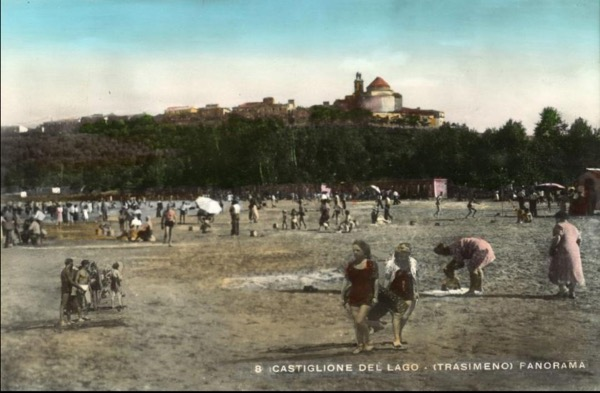 8 (CASTIGLIONE DEL LAGO - (TRASIMENO) PANORAMA